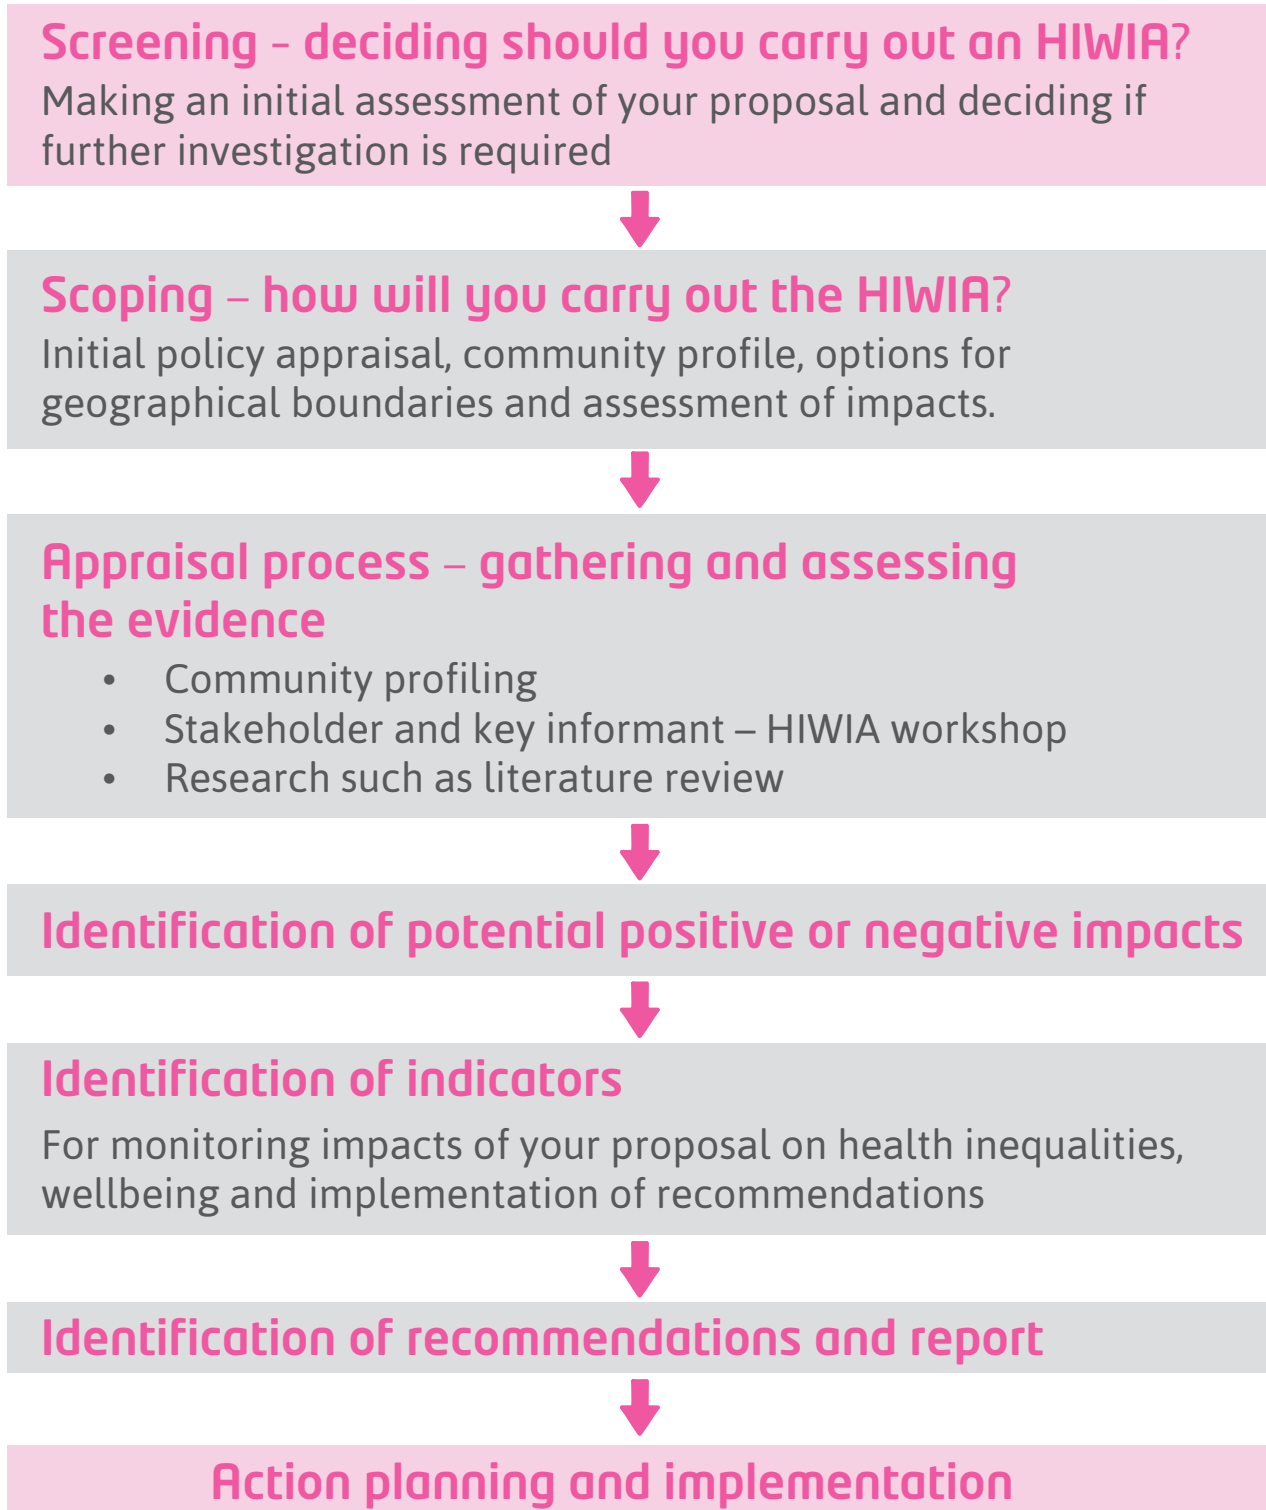 Screening - deciding should you carry out an HIWIA?
Making an initial assessment of your proposal and deciding if
further investigation is required
Scoping – how will you carry out the HIWIA?
Initial policy appraisal, community profile, options for
geographical boundaries and assessment of impacts.
Appraisal process – gathering and assessing
the evidence
• Community profiling
• Stakeholder and key informant – HIWIA workshop
• Research such as literature review
Identification of potential positive or negative impacts
Identification of indicators
For monitoring impacts of your proposal on health inequalities,
wellbeing and implementation of recommendations
Identification of recommendations and report
Action planning and implementation